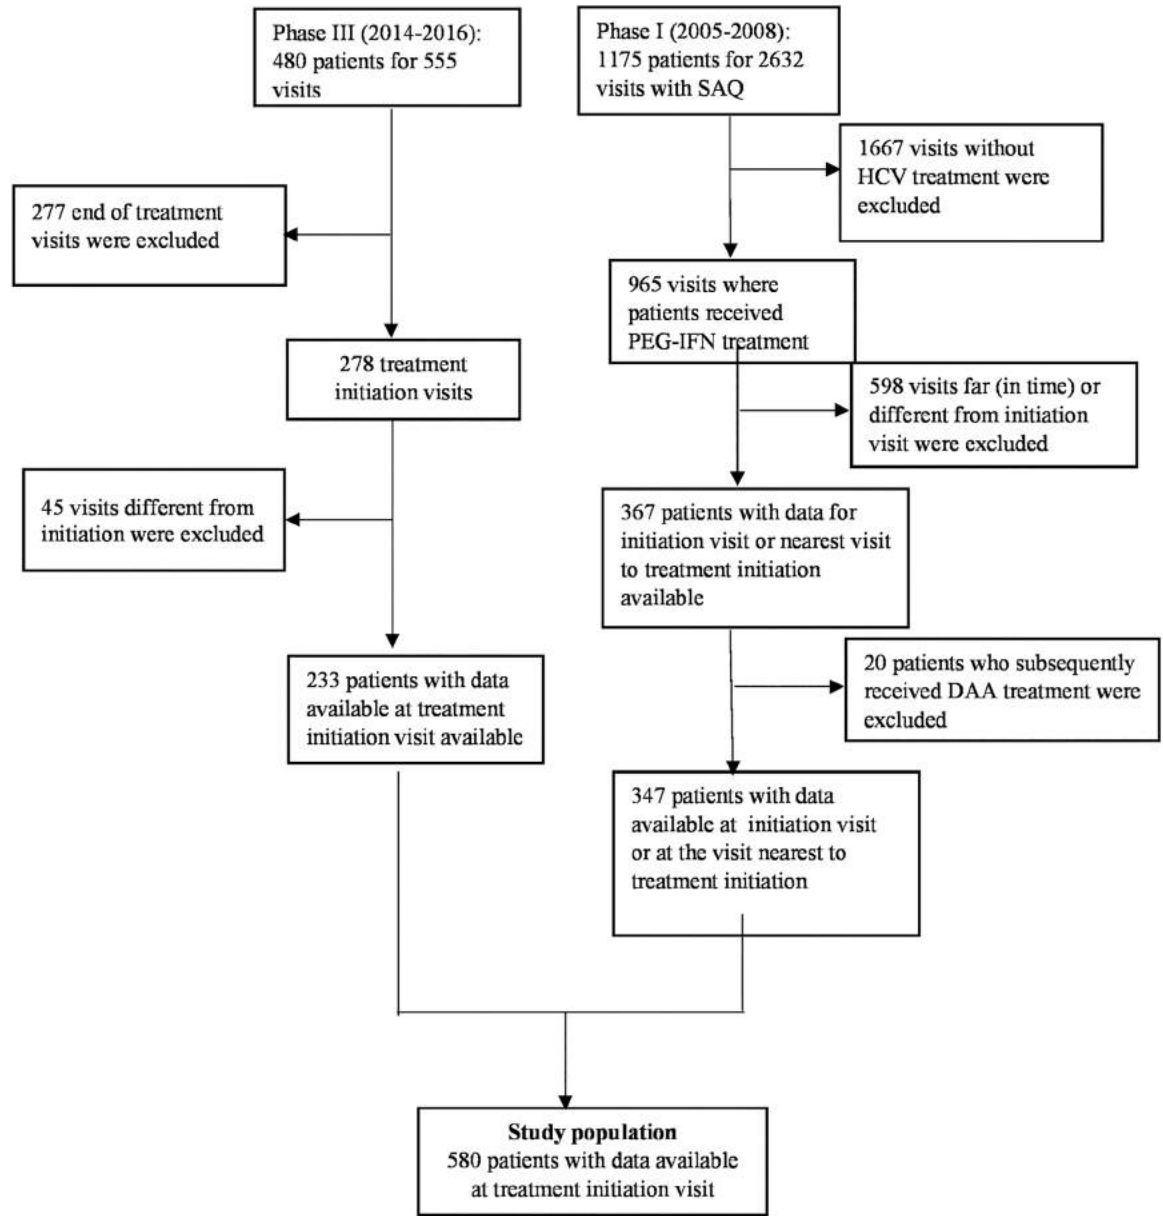 Phase III (2014-2016):
480 patients for 555
visits
Phase I (2005-2008):
1175 patients for 2632
visits with SAQ
1667 visits without
HCV treatment were
excluded
277 end of treatment
visits were excluded
965 visits where
patients received
PEG-IFN treatment
278 treatment
initiation visits
598 visits far (in time) or
different from initiation
visit were excluded
45 visits different from
initiation were excluded
367 patients with data for
initiation visit or nearest visit
to treatment initiation
available
20 patients who subsequently
received DAA treatment were
excluded
233 patients with data
available at treatment
initiation visit available
347 patients with data
available at initiation visit
or at the visit nearest to
treatment initiation
Study population
580 patients with data available
at treatment initiation visit